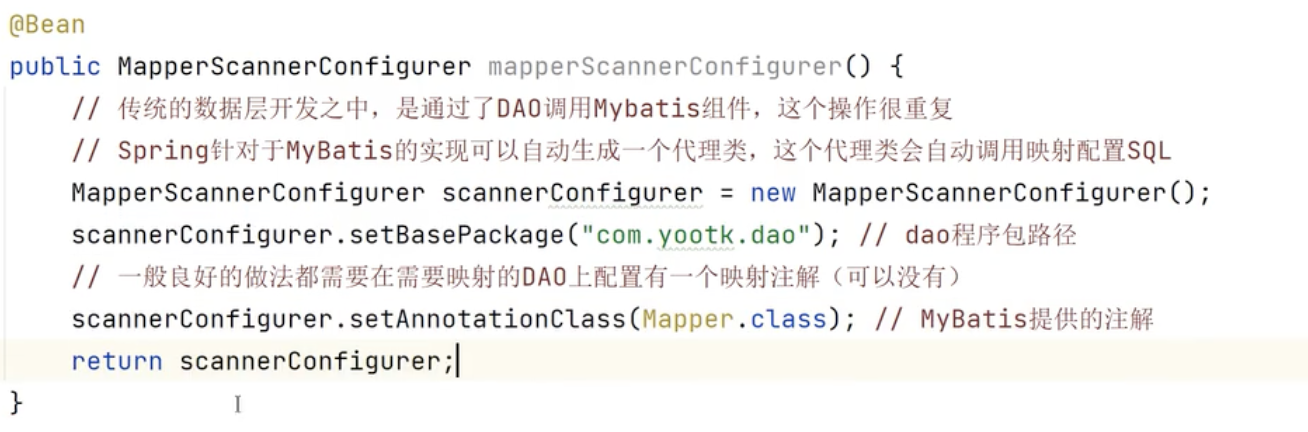 @Bean
public MapperScannerConfigurer mapperScannerConfigurer() {
// 传统的数据层开发之中，是通过了DAO调用Mybatis组件，这个操作很重复
// Spring针对于MyBatis的实现可以自动生成一个代理类，这个代理类会自动调用映射配置SQL
MapperScannerConfigurer scannerConfigurer = new MapperScannerConfigurer();
scannerConfigurer.setBasePackage("com.yootk.dao"); // dao程序包路径
// 一般良好的做法都需要在需要映射的DAO上配置有一个映射注解（可以没有）
scannerConfigurer.setAnnotationClass(Mapper.class); // MyBatis提供的注解
return scannerConfigurer;
}